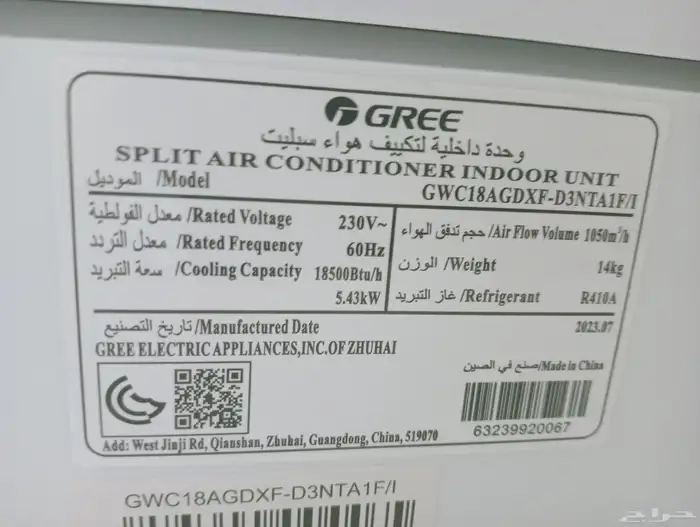 GREE
وحدة داخلية لتكييف هواء سبليت
SPLIT AIR CONDITIONER INDOOR UNIT
الموديل /Model GWC18AGDXF-D3NTA1F/I
معدل الفولطية /Rated Voltage 230V~
معدل التردد /Rated Frequency 60Hz
سعة التبريد /Cooling Capacity 18500Btu/h
5.43kW
حجم تدفق الهواء /Air Flow Volume 1050m³/h
الوزن /Weight 14kg
غاز التبريد /Refrigerant R410A
تاريخ التصنيع /Manufactured Date 2023.07
GREE ELECTRIC APPLIANCES,INC.OF ZHUHAI
صنع في الصين/Made in China
63239920067
Add: West Jinji Rd, Qianshan, Zhuhai, Guangdong, China, 519070
GWC18AGDXF-D3NTA1F/I
حراج